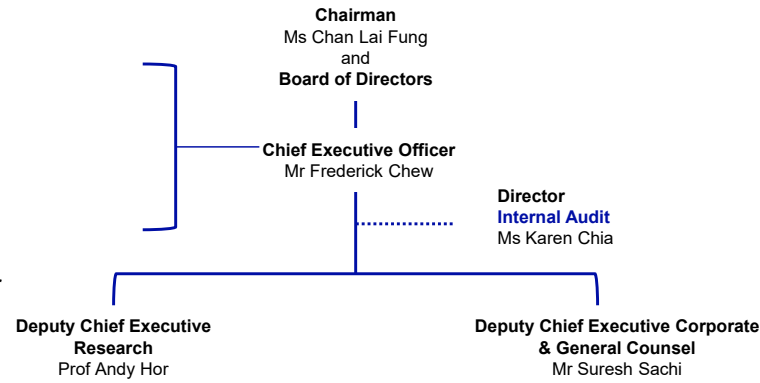 Chairman
Ms Chan Lai Fung
and
Board of Directors
Chief Executive Officer
Mr Frederick Chew
Director
Internal Audit
Ms Karen Chia
Deputy Chief Executive
Research
Prof Andy Hor
Deputy Chief Executive Corporate
& General Counsel
Mr Suresh Sachi